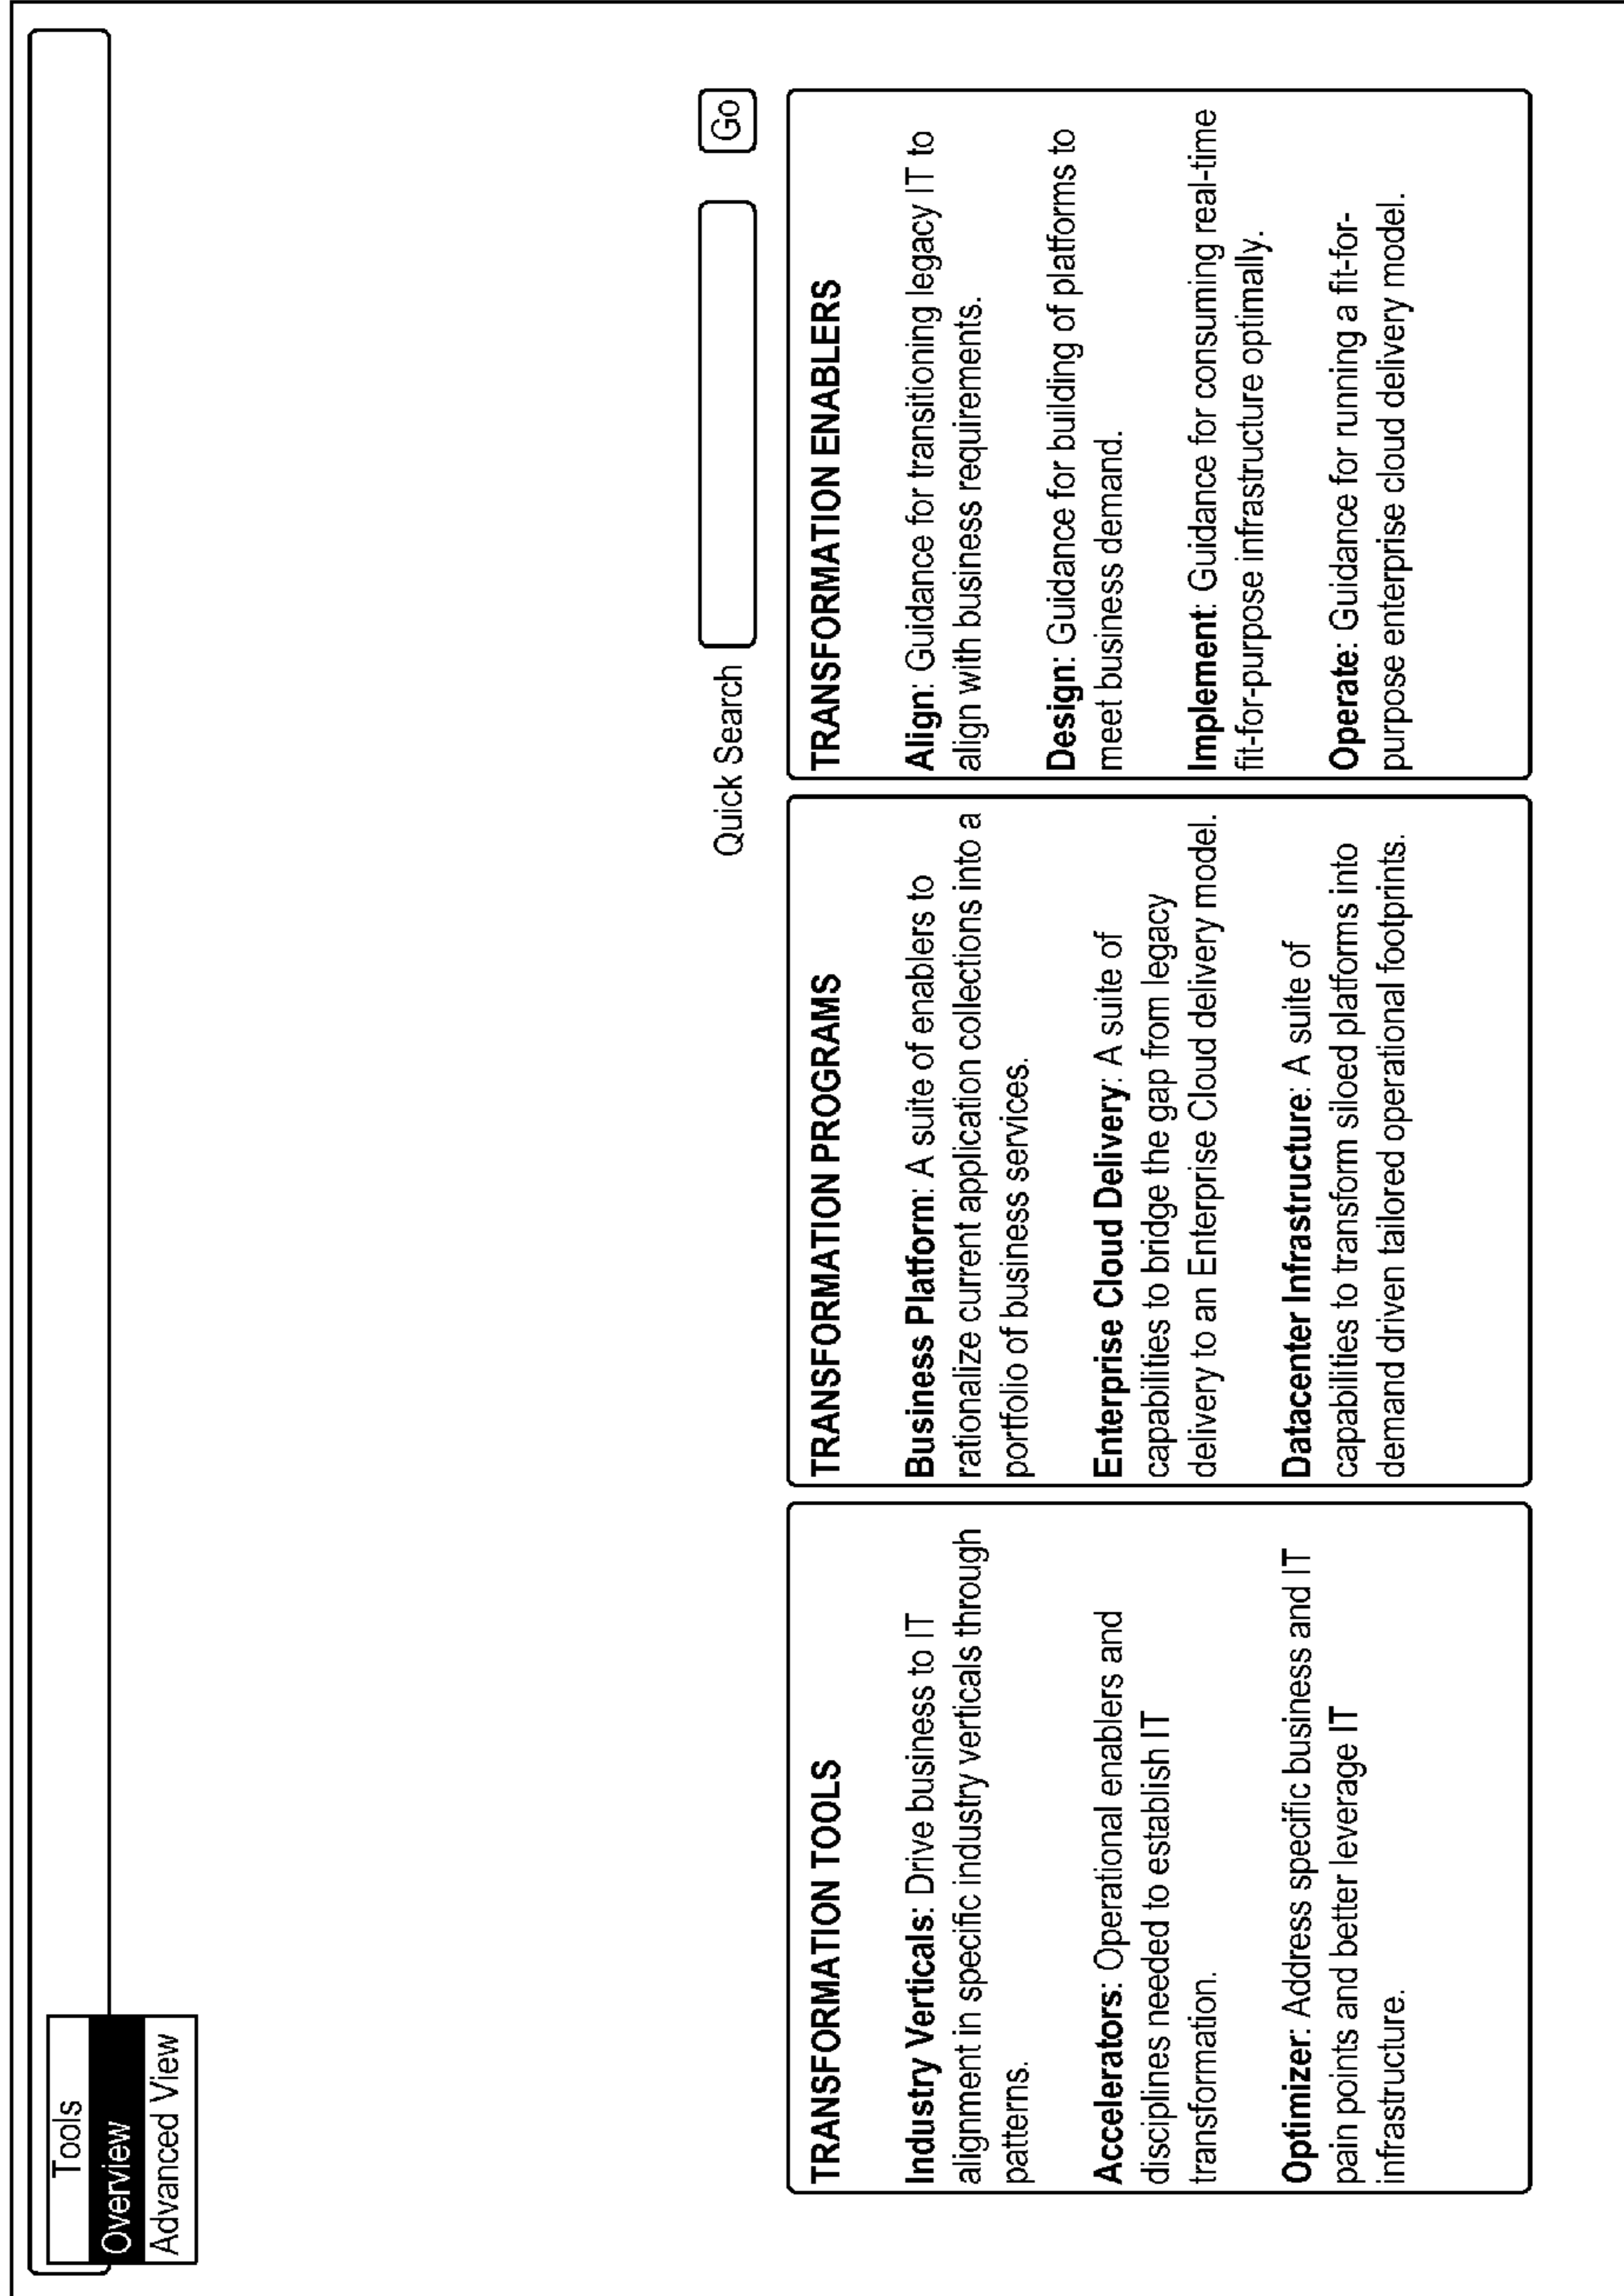 Tools
Overview
Advanced View
Quick Search
Go
TRANSFORMATION TOOLS
Industry Verticals: Drive business to IT
alignment in specific industry verticals through
patterns.
Accelerators: Operational enablers and
disciplines needed to establish IT
transformation.
Optimizer: Address specific business and IT
pain points and better leverage IT
infrastructure.
TRANSFORMATION PROGRAMS
Business Platform: A suite of enablers to
rationalize current application collections into a
portfolio of business services.
Enterprise Cloud Delivery: A suite of
capabilities to bridge the gap from legacy
delivery to an Enterprise Cloud delivery model.
Datacenter Infrastructure: A suite of
capabilities to transform siloed platforms into
demand driven tailored operational footprints.
TRANSFORMATION ENABLERS
Align: Guidance for transitioning legacy IT to
align with business requirements.
Design: Guidance for building of platforms to
meet business demand.
Implement: Guidance for consuming real-time
fit-for-purpose infrastructure optimally.
Operate: Guidance for running a fit-for-
purpose enterprise cloud delivery model.